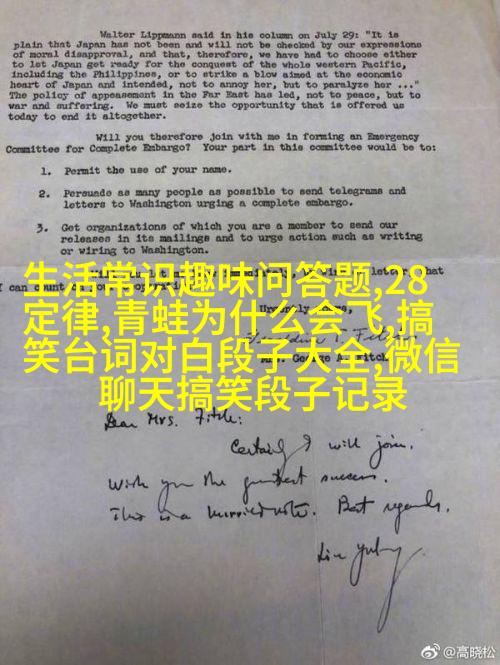 Walter Lippmann said in his column on July 29: "It is
plain that Japan has not been and will not be checked by our expressions
of moral disapproval, and that, therefore, we have had to choose either
to let Japan get ready for the conquest of the whole western Pacific,
including the Philippines, or to strike a blow aimed at the economic
heart of Japan and intended, not to annoy her, but to paralyze her ..."
The policy of appeasement in the Far East has led, not to peace, but to
war and suffering. We must seize the opportunity that is offered us
today to end it altogether.
Will you therefore join with me in forming an Emergency
Committee for Complete Embargo? Your part in this committee would be to:
1. Permit the use of your name.
2. Persuade as many people as possible to send telegrams and
letters to Washington urging a complete embargo.
3. Get organizations of which you are a member to send our
releases in its mailings and to urge action such as writing
or wiring to Washington.
生活常识趣味问答题,28
定律,青蛙为什么会飞,搞
笑台词对白段子大全,微信
聊天搞笑段子记录
Mrs. George A. Fitch
Dear Mrs. Fitch:
Certainly I will join.
Wish you the greatest success.
This is a hurried note. Best regards.
Lin Yutang
@高晓松